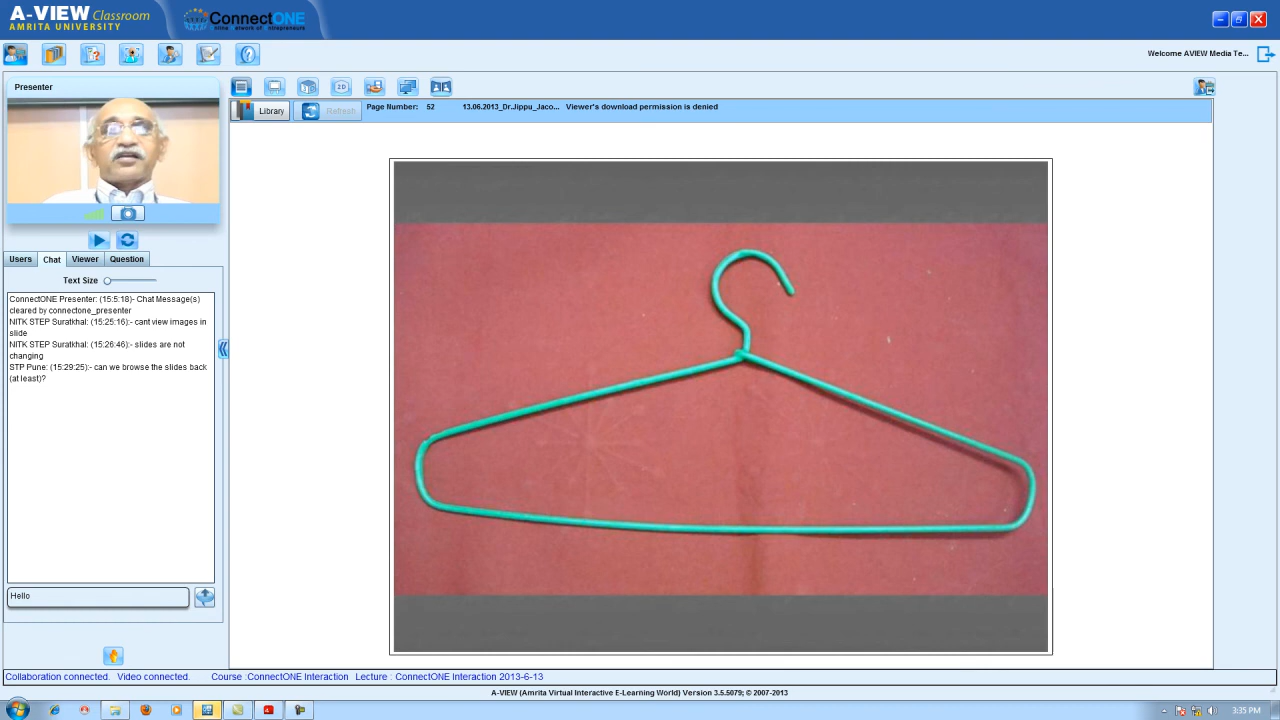 A-VIEW Classroom
AMRITA UNIVERSITY
ConnectONE
online Network of entrepreneurs
Welcome AVIEW Media Te...
Presenter
Library
Refresh
Page Number: 52
13.06.2013_Dr.Jippu_Jaco...
Viewer's download permission is denied
Users
Chat
Viewer
Question
Text Size
ConnectONE Presenter: (15:5:18)- Chat Message(s)
cleared by connectone_presenter
NITK STEP Suratkhal: (15:25:16):- cant view images in
slide
NITK STEP Suratkhal: (15:26:46):- slides are not
changing
STP Pune: (15:29:25):- can we browse the slides back
(at least)?
Hello
Collaboration connected. Video connected. Course :ConnectONE Interaction Lecture : ConnectONE Interaction 2013-6-13
A-VIEW (Amrita Virtual Interactive E-Learning World) Version 3.5.5079; © 2007-2013
3:35 PM